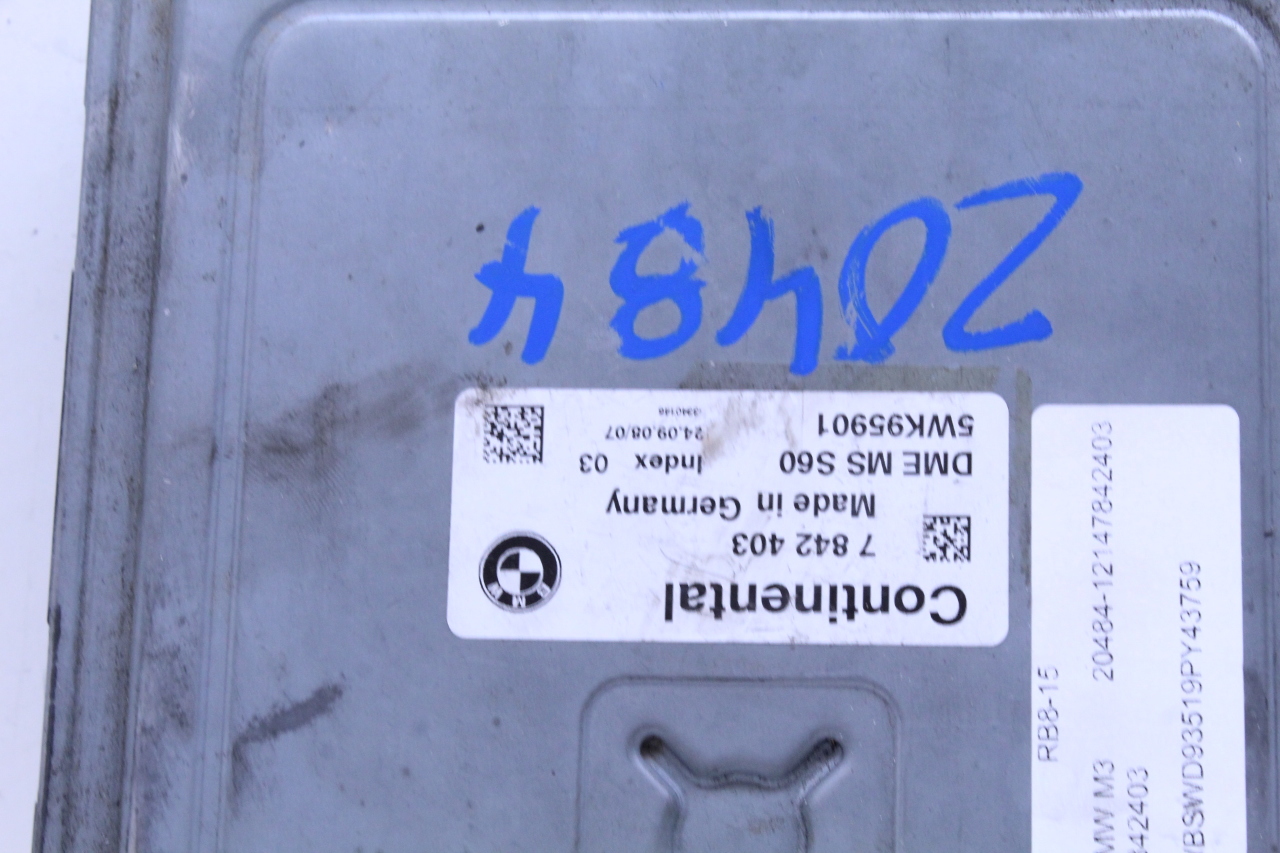 20484
Continental
7 842 403
Made in Germany
DME MS S60 Index 03
5WK95901 24.09.08/07
BMW
RB8-15
20484-12147842403
MW M3
42403
BSWD93519PY43759